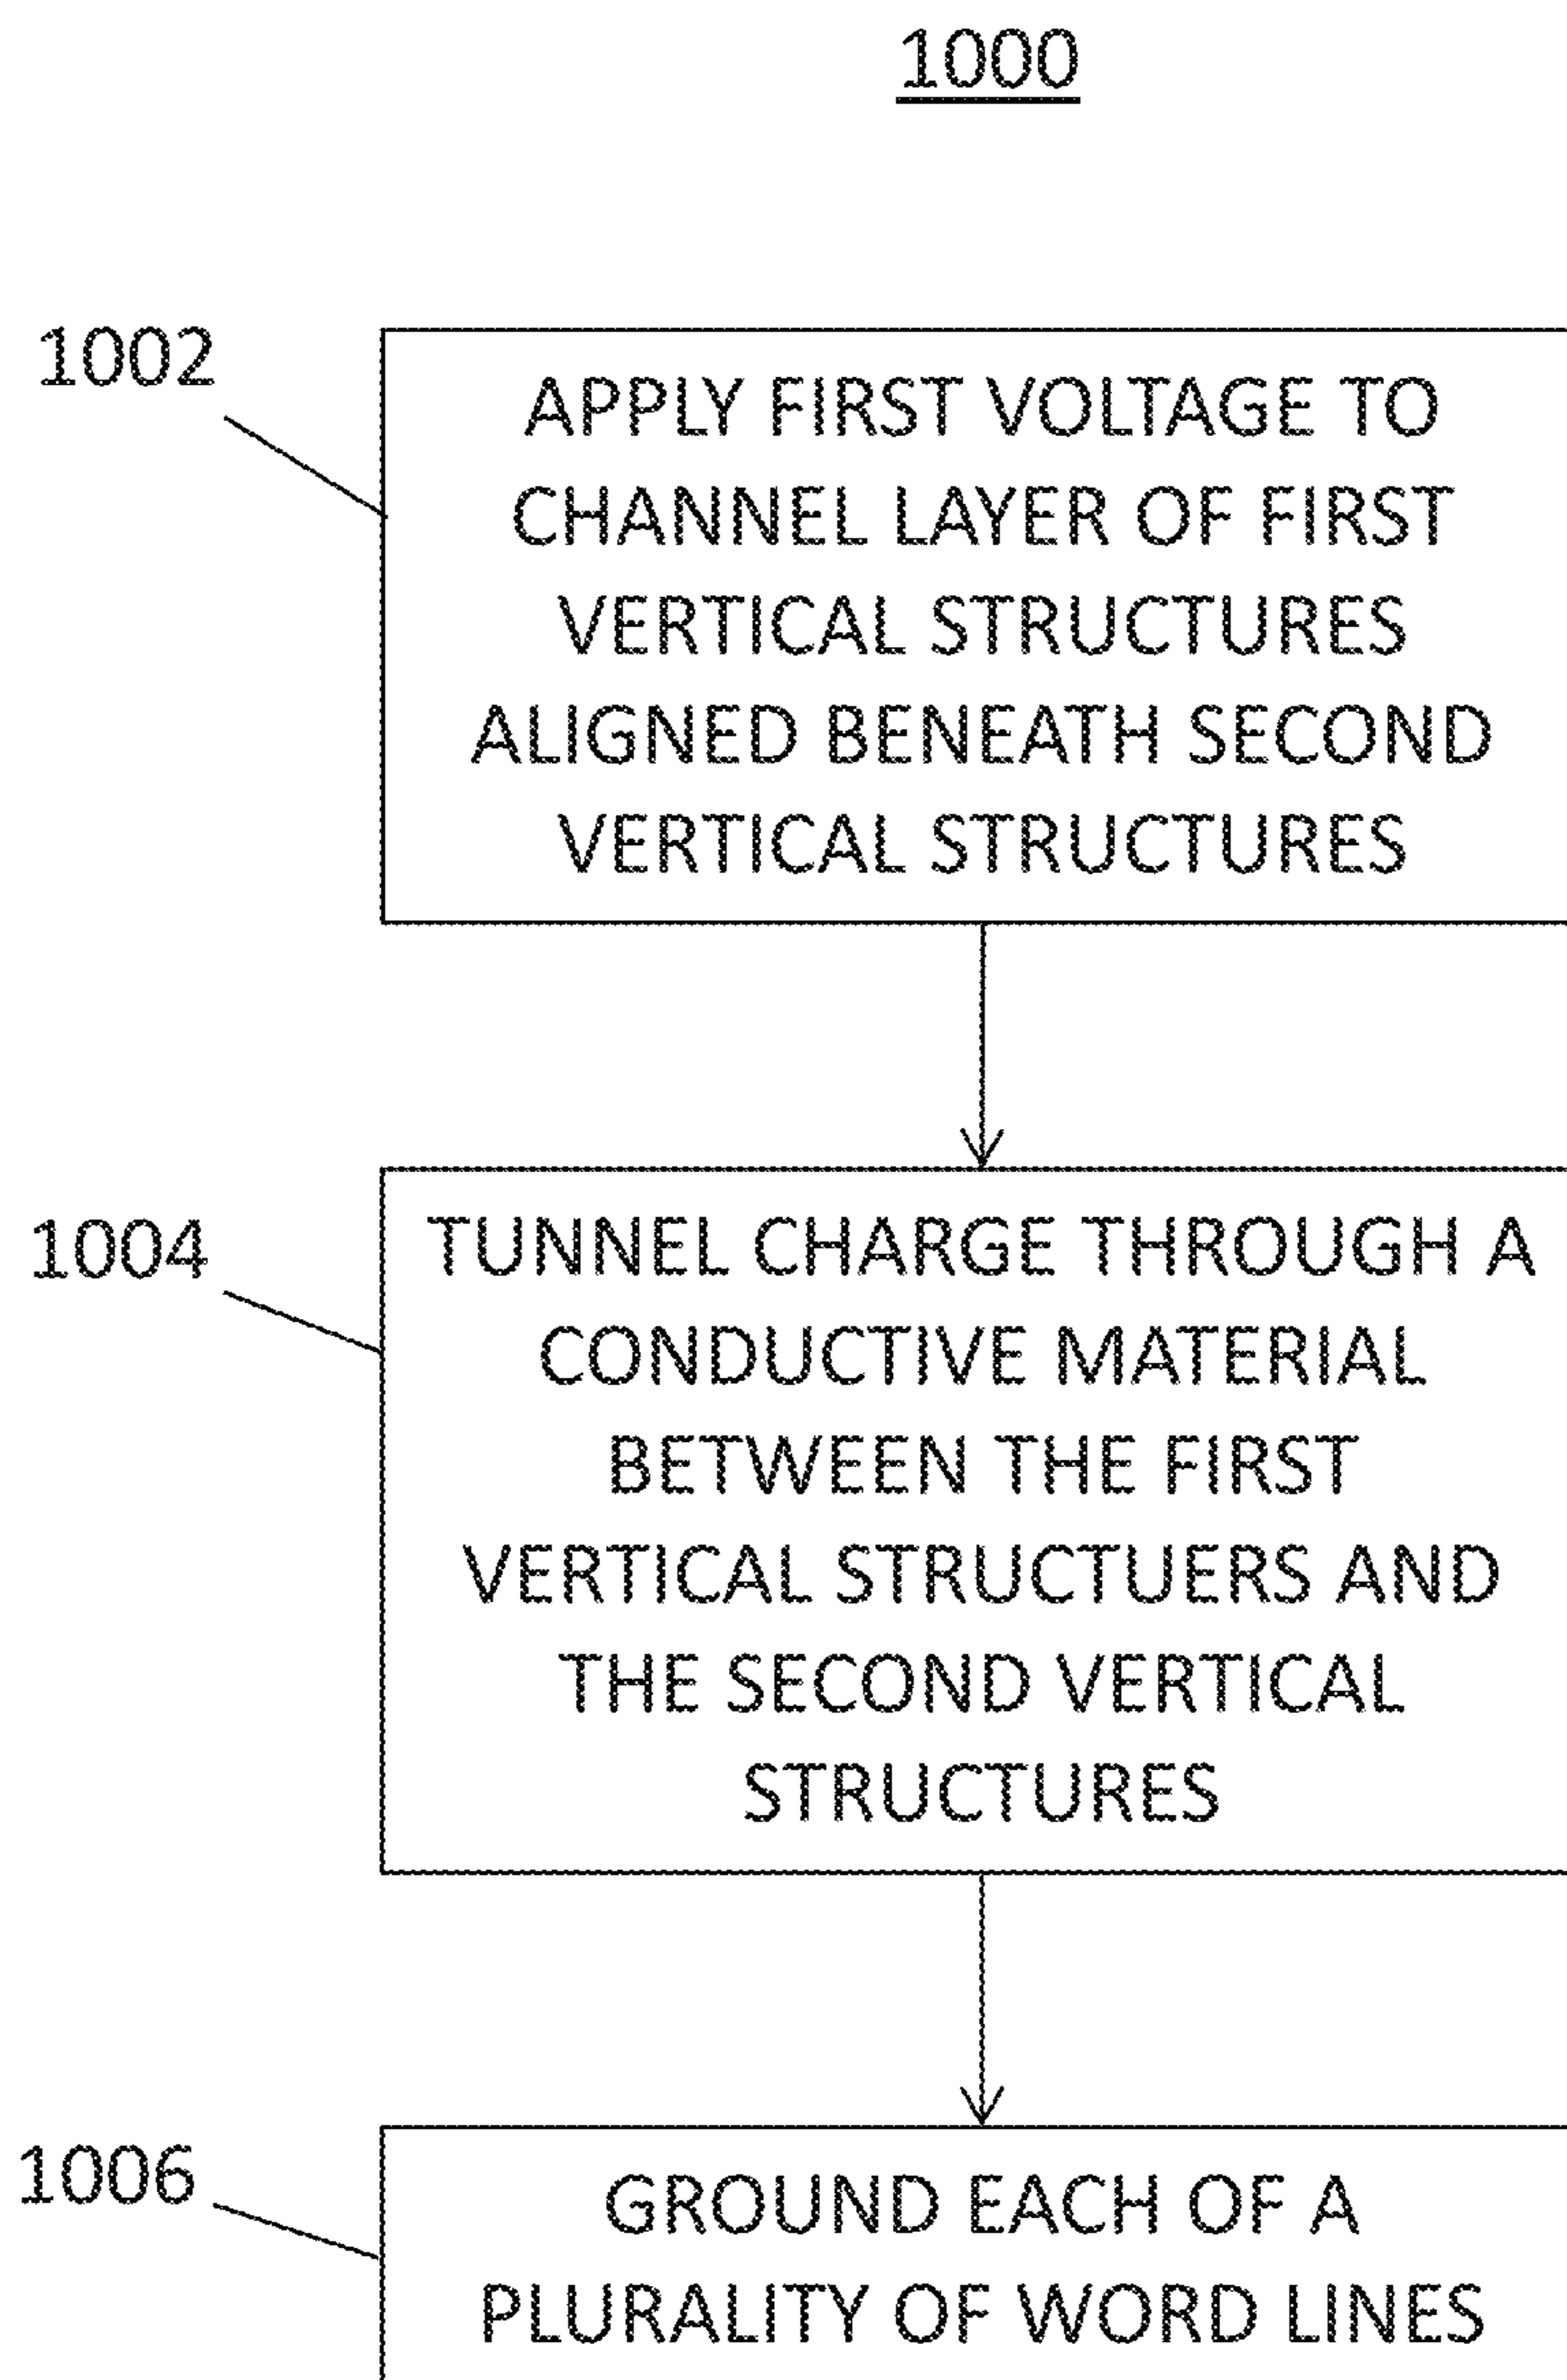 1000
1002
APPLY FIRST VOLTAGE TO
CHANNEL LAYER OF FIRST
VERTICAL STRUCTURES
ALIGNED BENEATH SECOND
VERTICAL STRUCTURES
1004
TUNNEL CHARGE THROUGH A
CONDUCTIVE MATERIAL
BETWEEN THE FIRST
VERTICAL STRUCTUERS AND
THE SECOND VERTICAL
STRUCTURES
1006
GROUND EACH OF A
PLURALITY OF WORD LINES